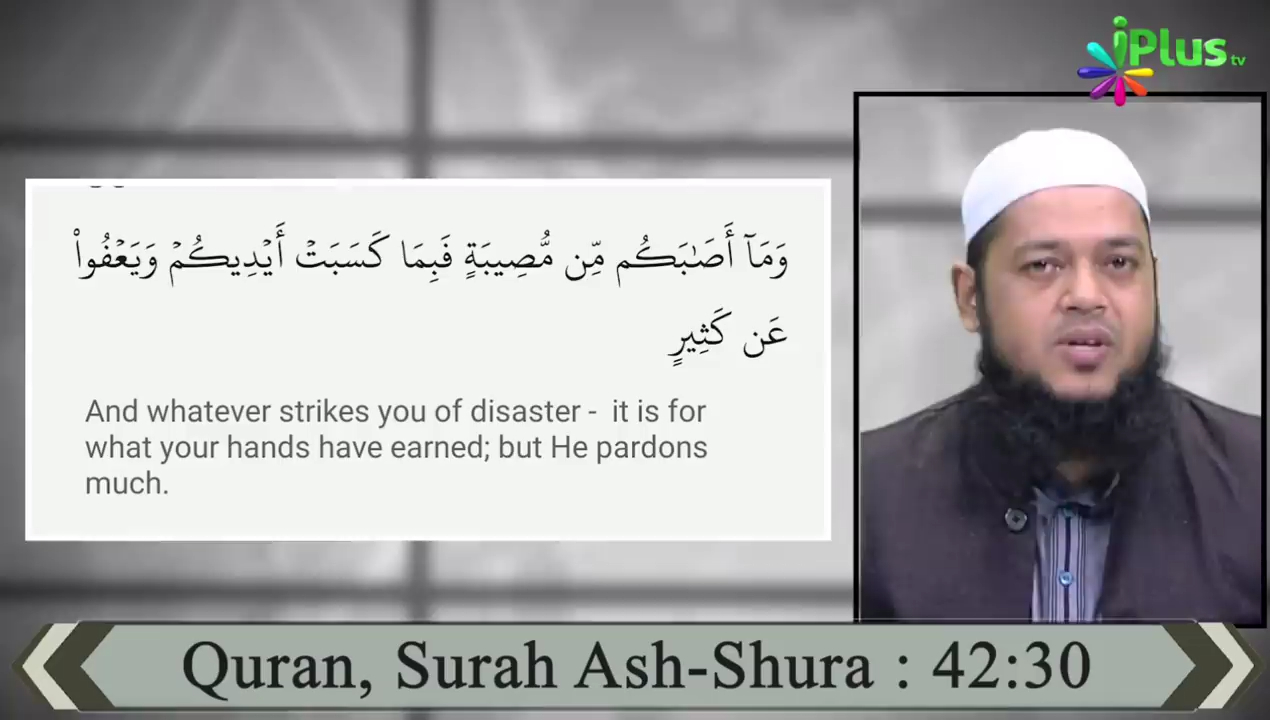 iPlus tv
وَمَآ أَصَـٰبَكُم مِّن مُّصِيبَةٍ فَبِمَا كَسَبَتۡ أَيۡدِيكُمۡ وَيَعۡفُواْ
عَن كَثِيرٍ
And whatever strikes you of disaster - it is for
what your hands have earned; but He pardons
much.
Quran, Surah Ash-Shura : 42:30